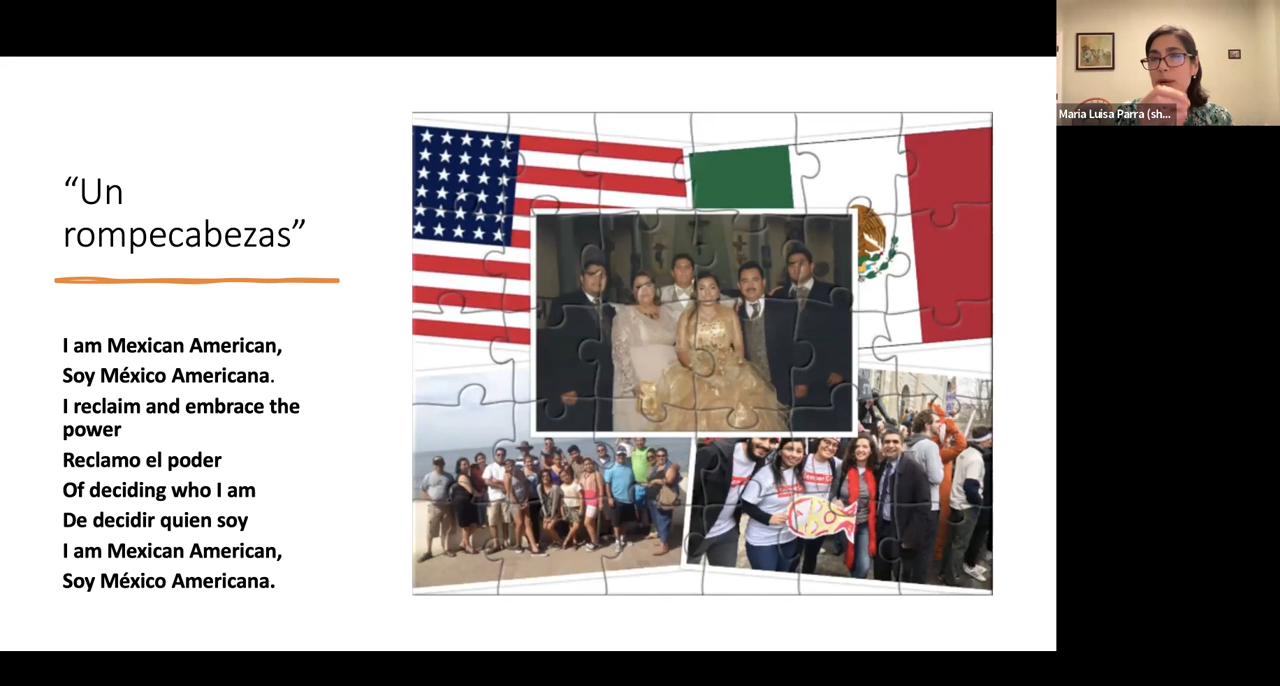 “Un
rompecabezas”
I am Mexican American,
Soy México Americana.
I reclaim and embrace the
power
Reclamo el poder
Of deciding who I am
De decidir quien soy
I am Mexican American,
Soy México Americana.
Maria Luisa Parra (sh...